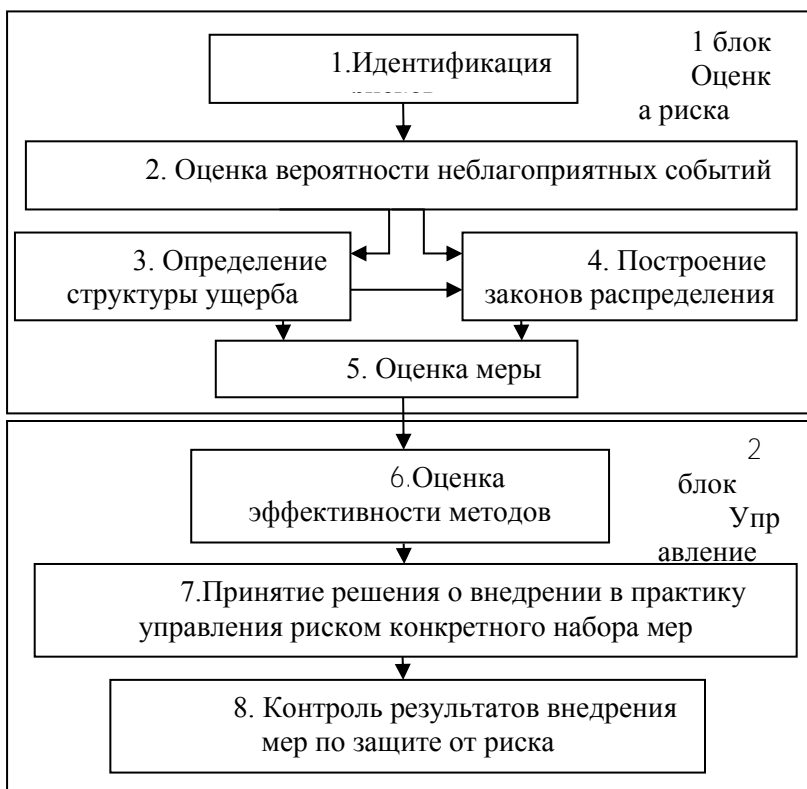 1 блок
Оценк
а риска
1.Идентификация
2. Оценка вероятности неблагоприятных событий
3. Определение
структуры ущерба
4. Построение
законов распределения
5. Оценка меры
2
блок
Упр
авление
6.Оценка
эффективности методов
7.Принятие решения о внедрении в практику
управления риском конкретного набора мер
8. Контроль результатов внедрения
мер по защите от риска